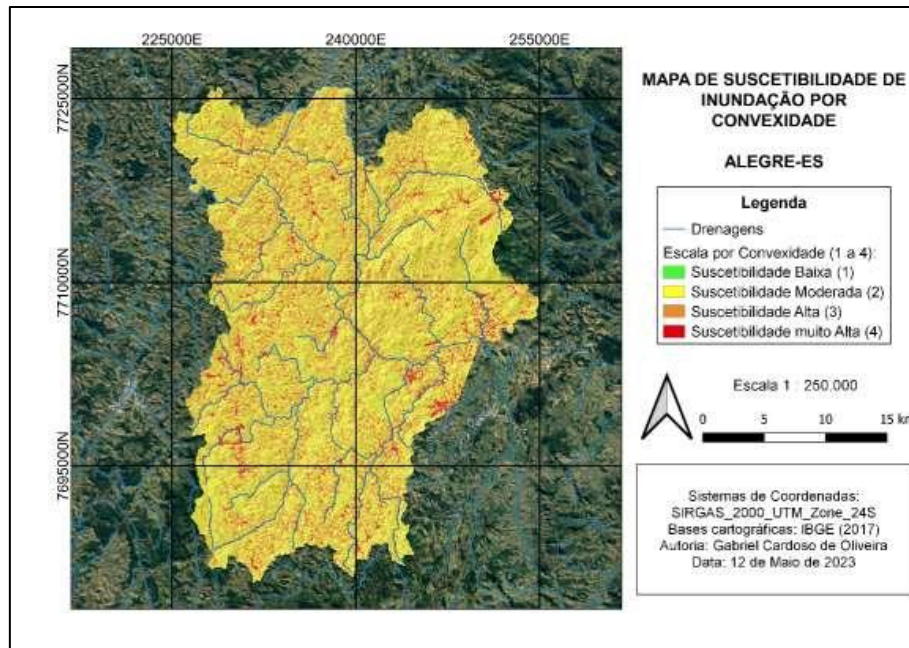 225000E 240000E 255000E
7725000N
7710000N
7695000N
MAPA DE SUSCETIBILIDADE DE
INUNDAÇÃO POR
CONVEXIDADE
ALEGRE-ES
Legenda
Drenagens
Escala por Convexidade (1 a 4):
Suscetibilidade Baixa (1)
Suscetibilidade Moderada (2)
Suscetibilidade Alta (3)
Suscetibilidade muito Alta (4)
Escala 1 : 250.000
0 5 10 15 km
Sistemas de Coordenadas:
SIRGAS_2000_UTM_Zone_24S
Bases cartográficas: IBGE (2017)
Autoria: Gabriel Cardoso de Oliveira
Data: 12 de Maio de 2023